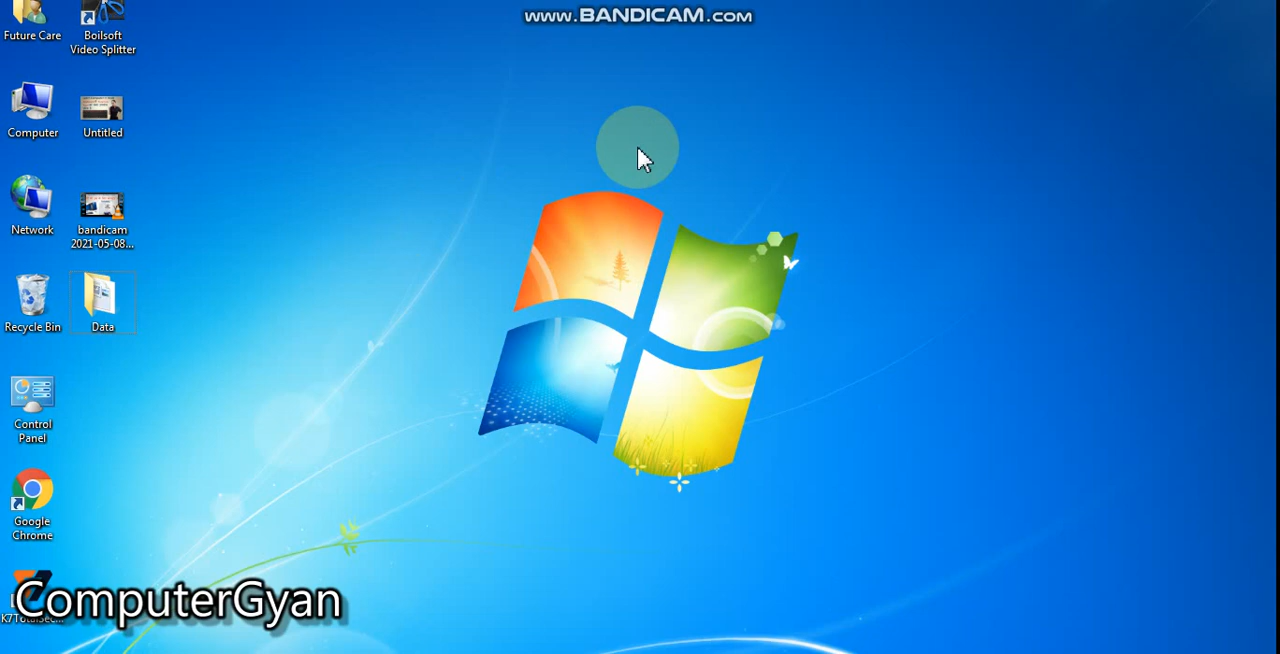 www.BANDICAM.com
Future Care
Boilsoft
Video Splitter
Computer
Untitled
Network
bandicam
2021-05-08...
Recycle Bin
Data
Control
Panel
Google
Chrome
K7TotalSec...
ComputerGyan